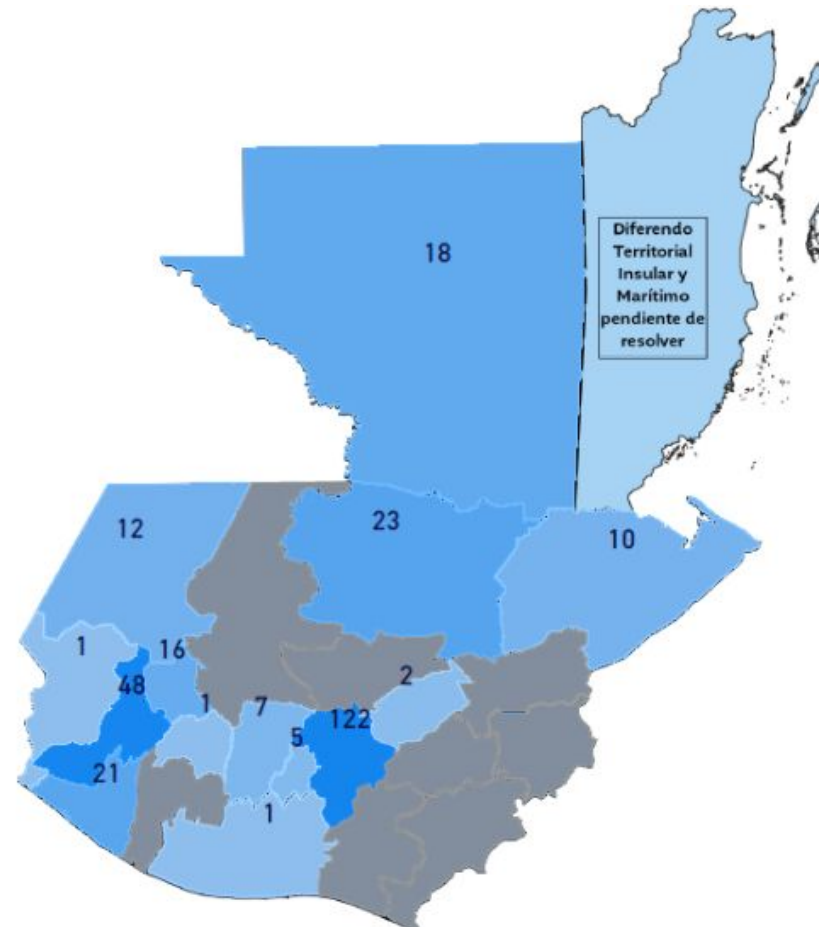 18
Diferendo
Territorial
Insular y
Marítimo
pendiente de
resolver
12
23
10
1
16
2
48
1
7
122
5
21
1